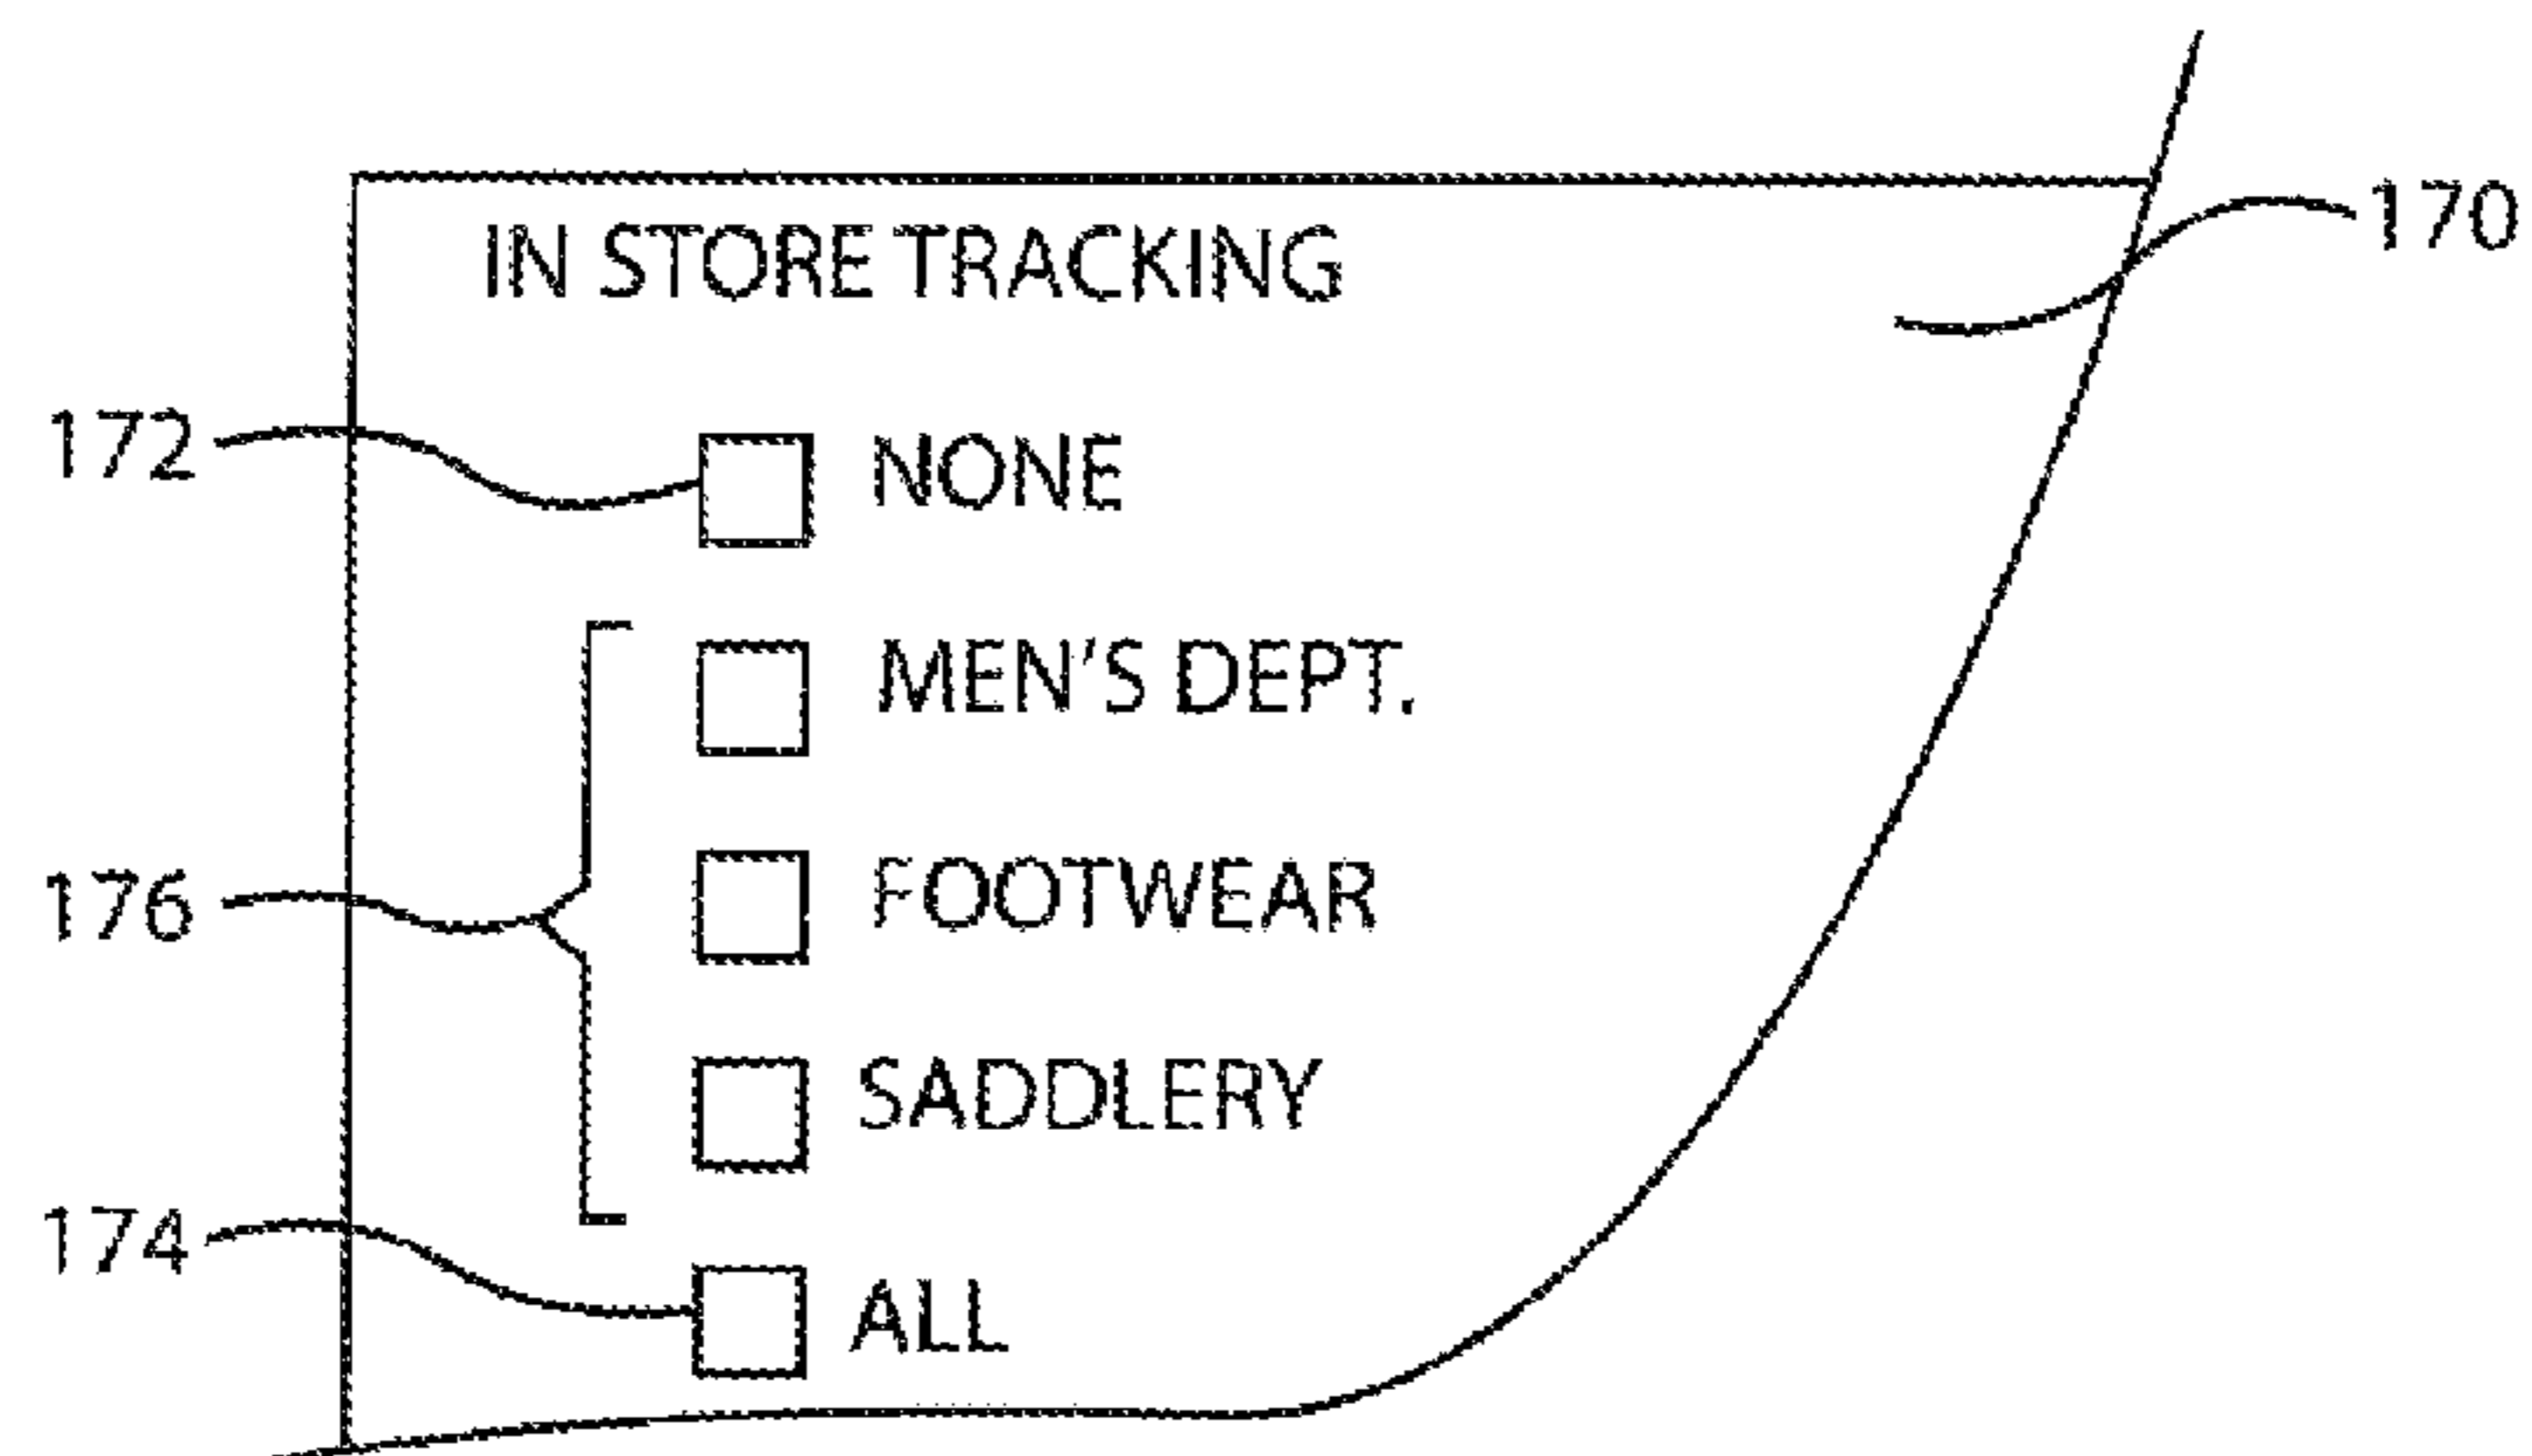 IN STORE TRACKING
170
172
NONE
MEN'S DEPT.
176
FOOTWEAR
SADDLERY
174
ALL